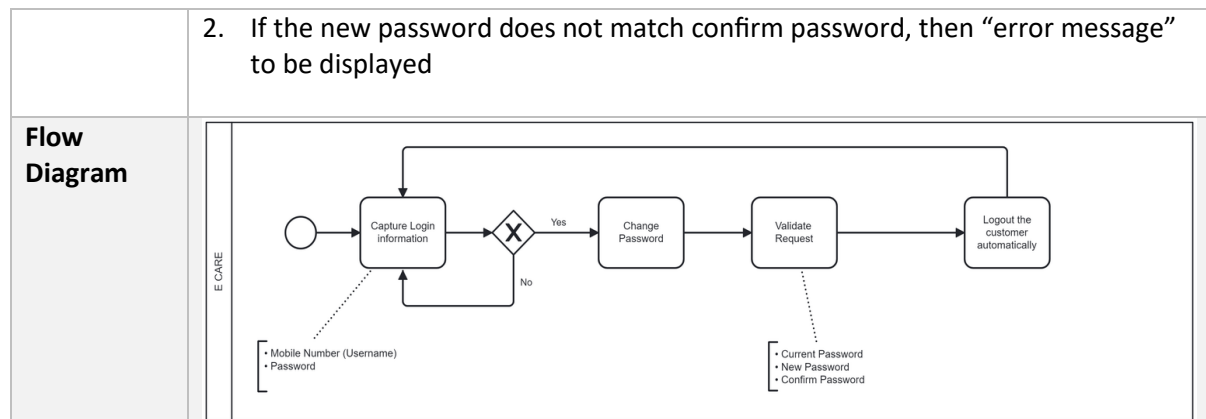 2. If the new password does not match confirm password, then “error message”
to be displayed
Flow
Diagram
E CARE
Capture Login
information
X
Yes
No
Change
Password
Validate
Request
Logout the
customer
automatically
• Mobile Number (Username)
• Password
• Current Password
• New Password
• Confirm Password